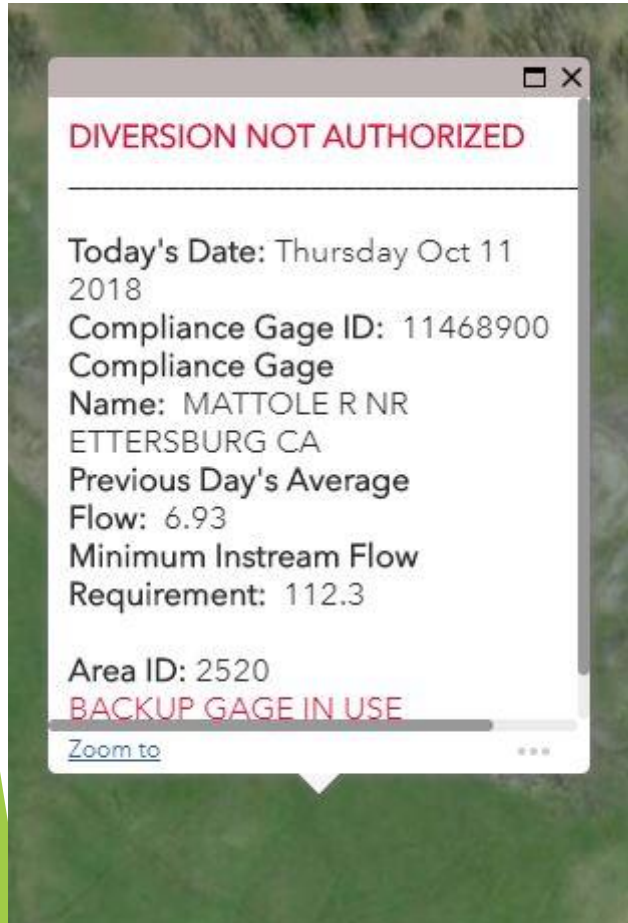 DIVERSION NOT AUTHORIZED
Today's Date: Thursday Oct 11
2018
Compliance Gage ID: 11468900
Compliance Gage
Name: MATTOLE R NR
ETTERSBURG CA
Previous Day's Average
Flow: 6.93
Minimum Instream Flow
Requirement: 112.3
Area ID: 2520
BACKUP GAGE IN USE
Zoom to